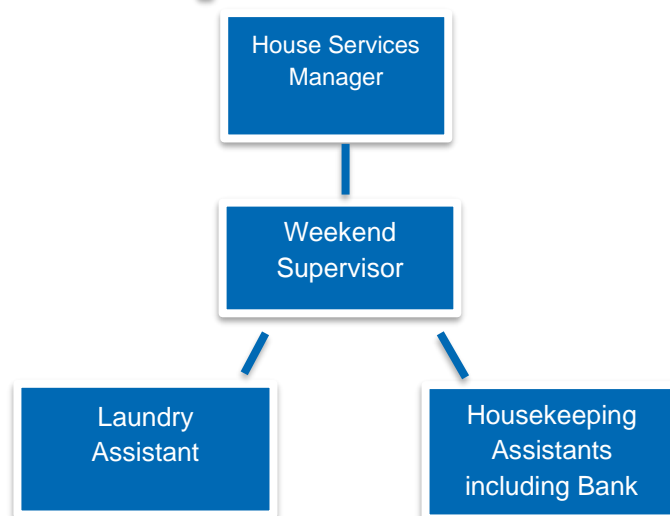 House Services
Manager
Weekend
Supervisor
Laundry
Assistant
Housekeeping
Assistants
including Bank